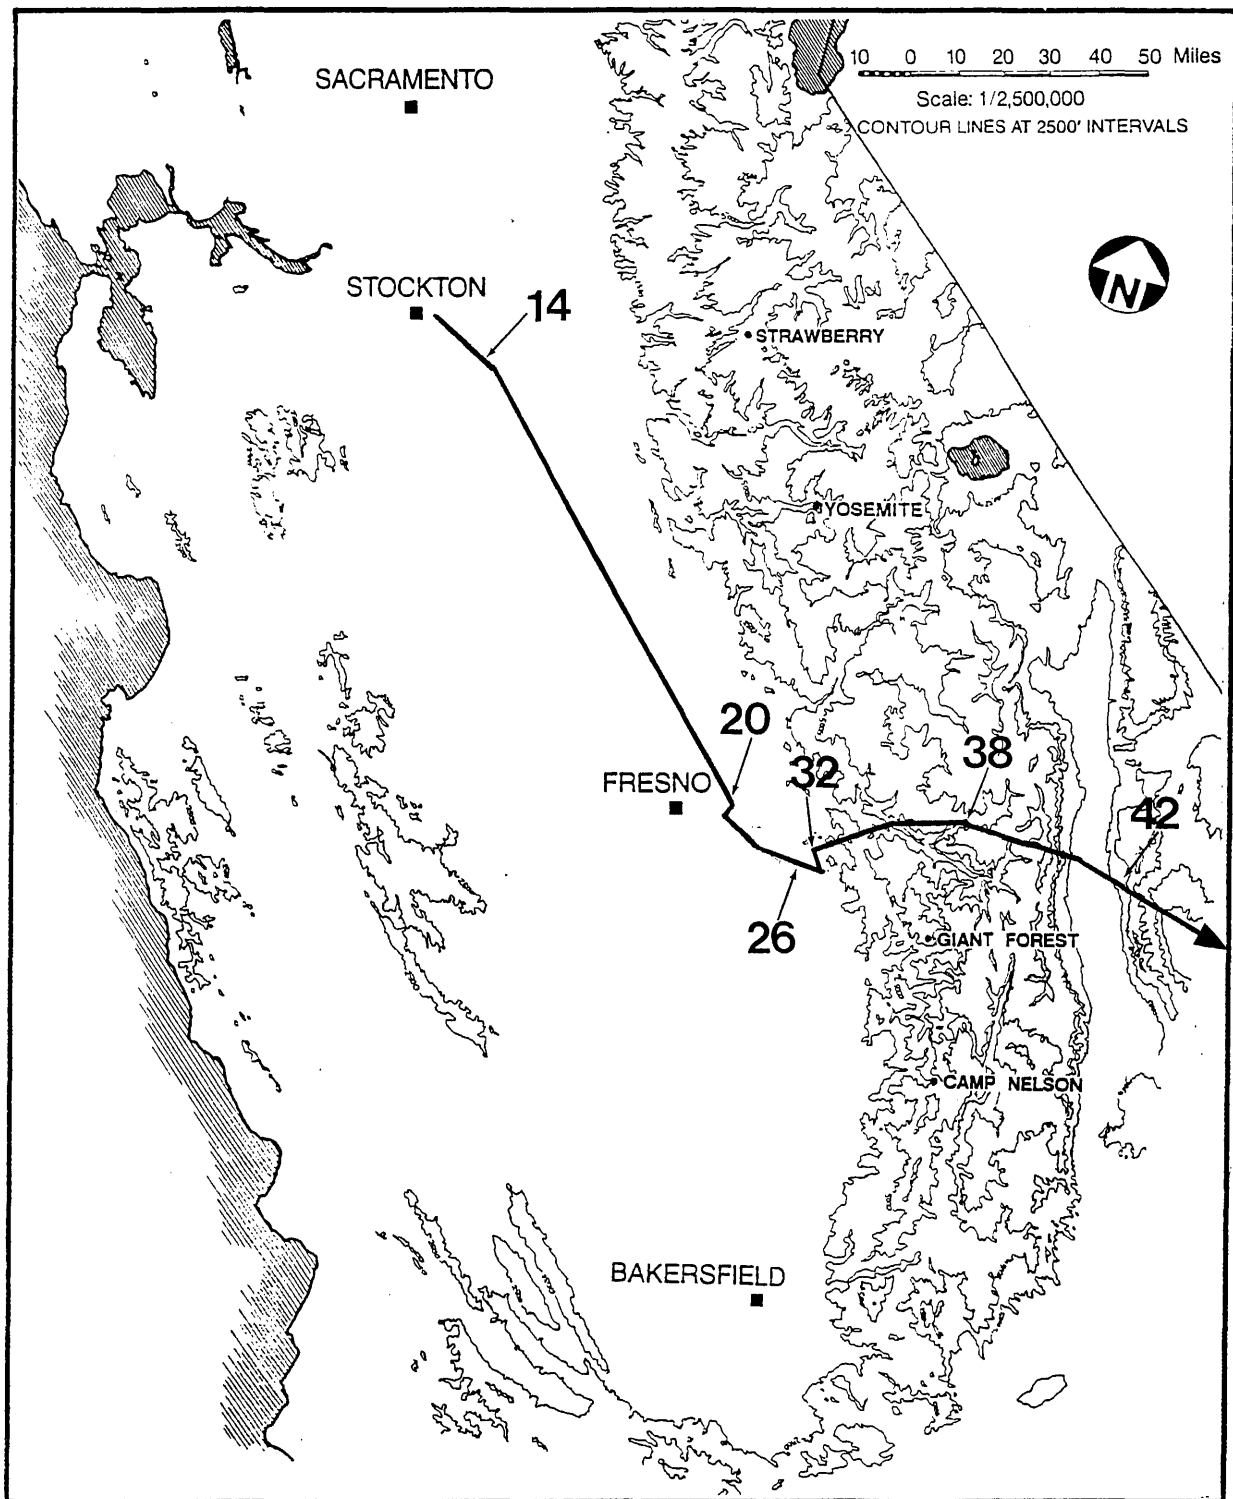 SACRAMENTO
10 0 10 20 30 40 50 Miles
Scale: 1/2,500,000
CONTOUR LINES AT 2500' INTERVALS
N
STOCKTON
14
STRAWBERRY
YOSEMITE
20
FRESNO
32
38
42
26
GIANT FOREST
CAMP NELSON
BAKERSFIELD